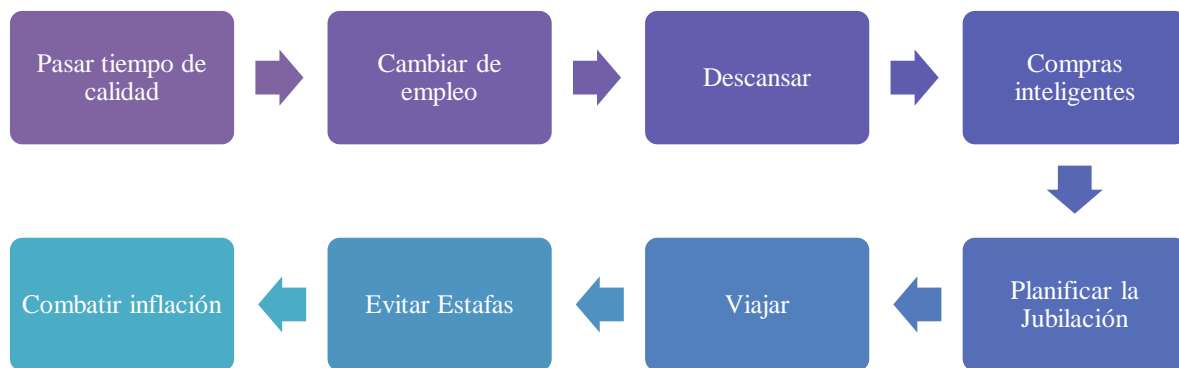 Pasar tiempo de
calidad
Cambiar de
empleo
Descansar
Compras
inteligentes
Planificar la
Jubilación
Viajar
Evitar Estafas
Combatir inflación